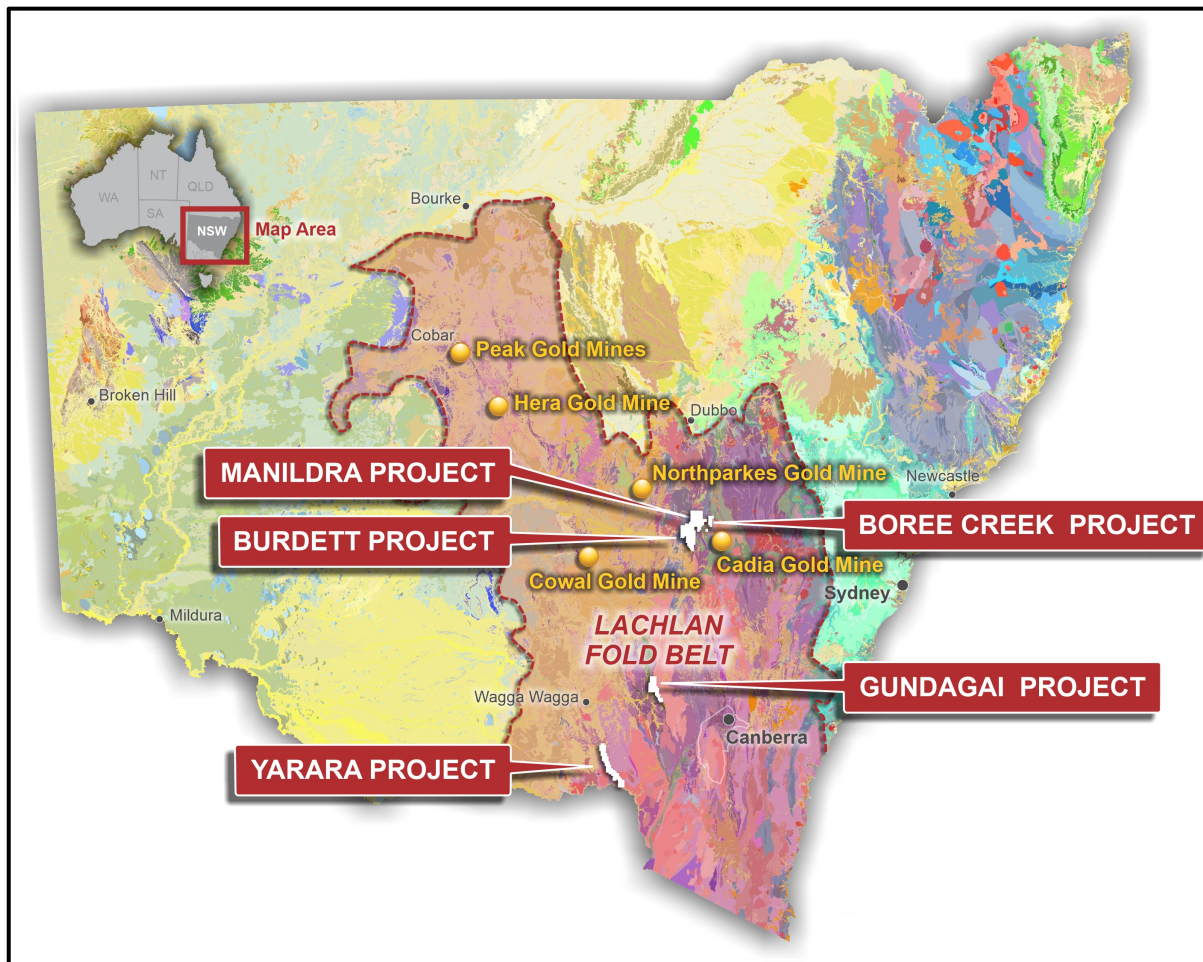 NT
QLD
WA
SA
NSW
Map Area
Bourke
Cobar
Peak Gold Mines
Broken Hill
Hera Gold Mine
Dubbo
MANILDRA PROJECT
Northparkes Gold Mine
Newcastle
BURDETT PROJECT
BOREE CREEK PROJECT
Cowal Gold Mine
Cadia Gold Mine
Sydney
Mildura
LACHLAN
FOLD BELT
Wagga Wagga
GUNDAGAI PROJECT
Canberra
YARARA PROJECT